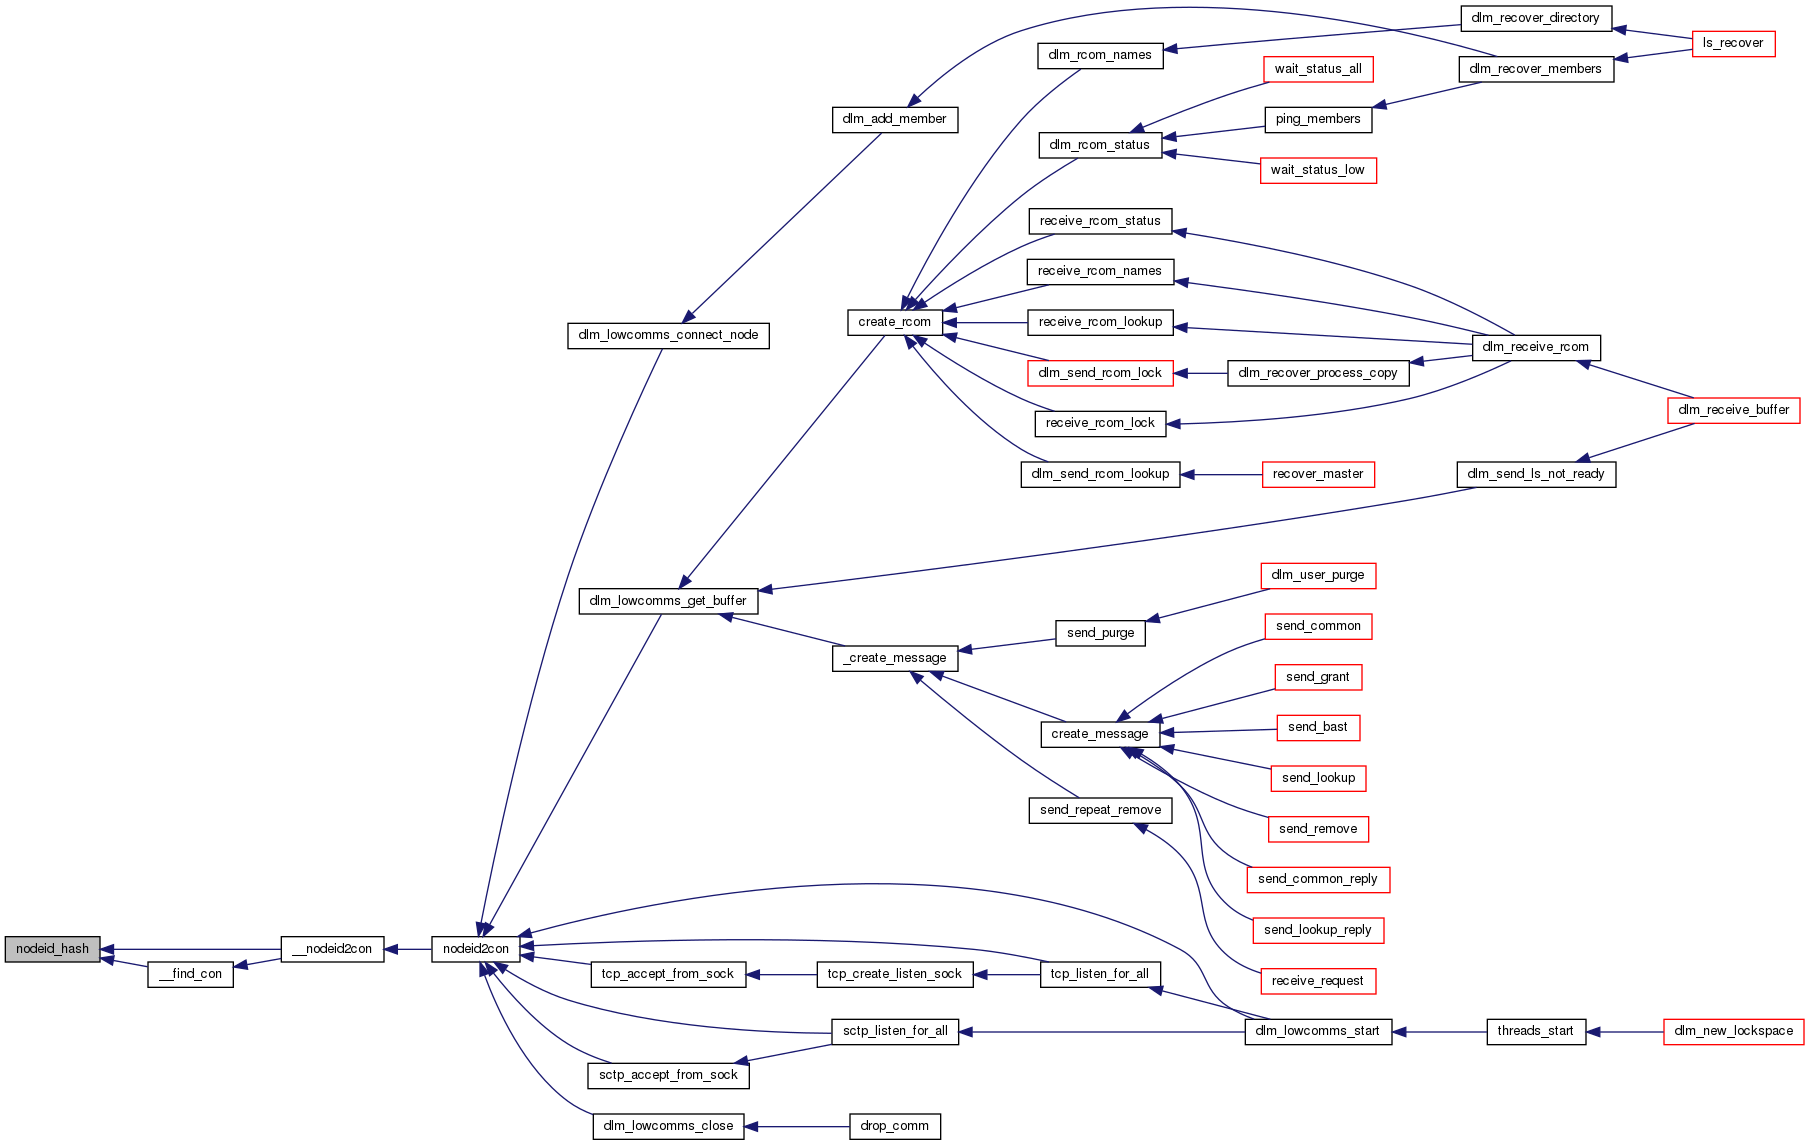 dlm_recover_directory
ls_recover
dlm_rcom_names
wait_status_all
dlm_recover_members
dlm_add_member
ping_members
dlm_rcom_status
wait_status_low
receive_rcom_status
receive_rcom_names
create_rcom
receive_rcom_lookup
dlm_lowcomms_connect_node
dlm_receive_rcom
dlm_send_rcom_lock
dlm_recover_process_copy
dlm_receive_buffer
receive_rcom_lock
dlm_send_rcom_lookup
recover_master
dlm_send_ls_not_ready
dlm_user_purge
dlm_lowcomms_get_buffer
send_purge
send_common
_create_message
send_grant
create_message
send_bast
send_lookup
send_repeat_remove
send_remove
send_common_reply
send_lookup_reply
nodeid_hash
__nodeid2con
nodeid2con
__find_con
tcp_accept_from_sock
tcp_create_listen_sock
tcp_listen_for_all
receive_request
sctp_listen_for_all
dlm_lowcomms_start
threads_start
dlm_new_lockspace
sctp_accept_from_sock
dlm_lowcomms_close
drop_comm